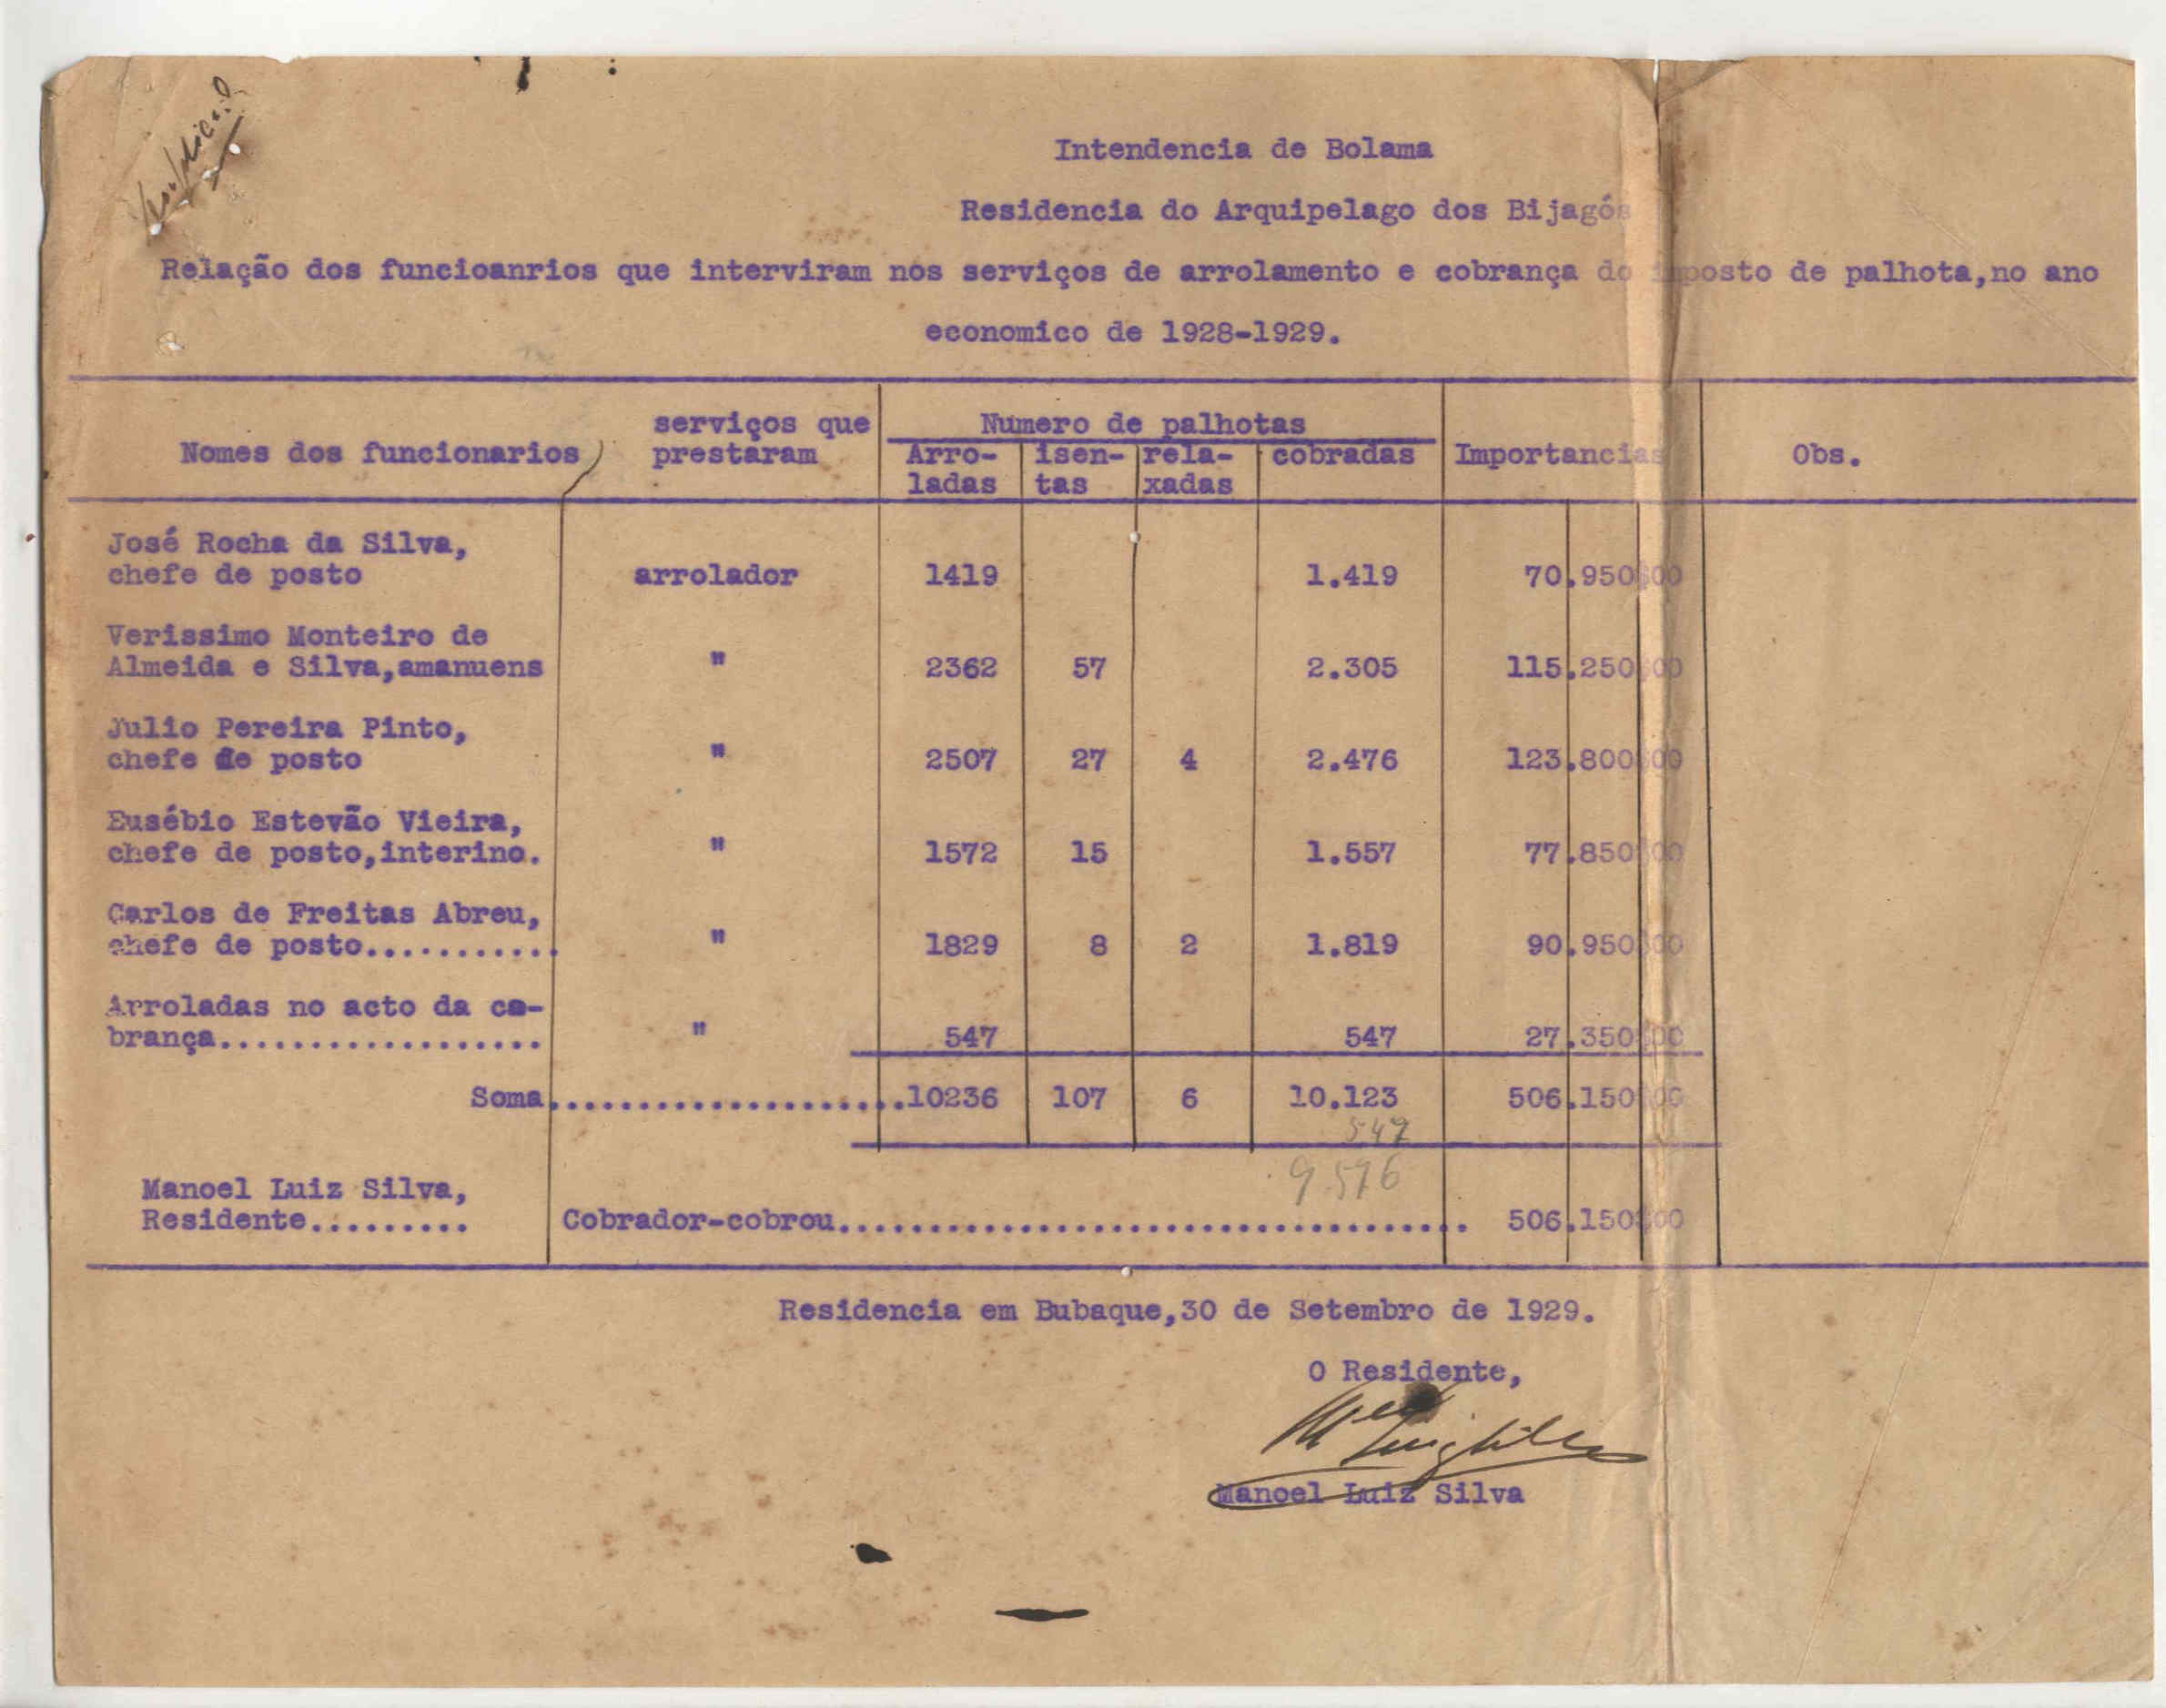 Intendencia de Bolama
Residencia do Arquipelago dos Bijagós
Relação dos funcioanrios que interviram nos serviços de arrolamento e cobrança do imposto de palhota,no ano
economico de 1928-1929.
Nomes dos funcionarios serviços que prestaram Numero de palhotas Importancias Obs.
Arro-ladas isen-tas rela-xadas cobradas
José Rocha da Silva,
chefe de posto arrolador 1419 1.419 70.950$00
Verissimo Monteiro de
Almeida e Silva,amanuens " 2362 57 2.305 115.250$00
Julio Pereira Pinto,
chefe de posto " 2507 27 4 2.476 123.800$00
Eusébio Estevão Vieira,
chefe de posto,interino. " 1572 15 1.557 77.850$00
Carlos de Freitas Abreu,
chefe de posto........... " 1829 8 2 1.819 90.950$00
Arroladas no acto da co-
brança.................. " 547 547 27.350$00
Soma....................10236 107 6 10.123 506.150$00
547
9.576
Manoel Luiz Silva,
Residente......... Cobrador-cobrou................................... 506.150$00
Residencia em Bubaque,30 de Setembro de 1929.
O Residente,
Mel Luiz Silva
Manoel Luiz Silva